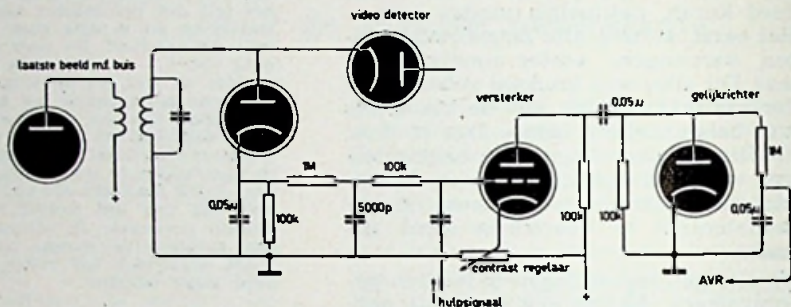 video detector
laatste beeld m.f. buis
versterker
0,05μ
gelijkrichter
1M
100k
1M
0,05μ
100k
5000p
100k
100k
0,05μ
contrast regelaar
+
hulpsignaal
+
AVR